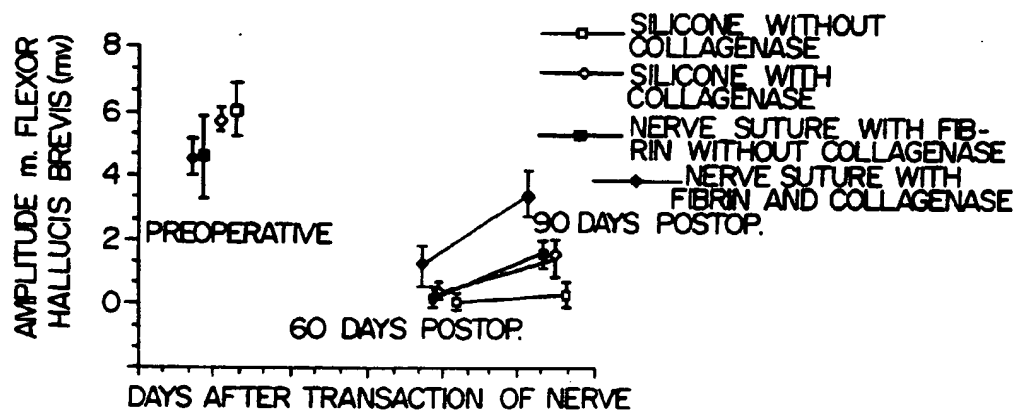 AMPLITUDE m. FLEXOR
HALLUCIS BREVIS (mv)
8
6
4
2
0
PREOPERATIVE
60 DAYS POSTOP.
90 DAYS POSTOP.
DAYS AFTER TRANSACTION OF NERVE
SILICONE WITHOUT
COLLAGENASE
SILICONE WITH
COLLAGENASE
NERVE SUTURE WITH FIB-
RIN WITHOUT COLLAGENASE
NERVE SUTURE WITH
FIBRIN AND COLLAGENASE